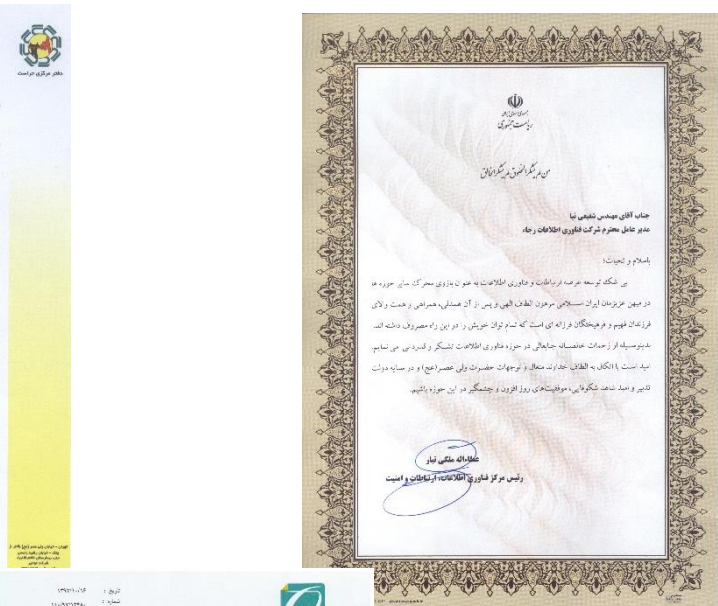 دفتر مرکزی حراست
ریاست جمهوری
من لم یشکر المخلوق لم یشکر الخالق
جناب آقای مهندس شفیعی نیا
مدیر عامل محترم شرکت فناوری اطلاعات رجاء
باسلام و تحیات؛
بی شک توسعه عرصه ارتباطات و فناوری اطلاعات به عنوان بازوی محرک سایر حوزه ها
در میهن عزیزمان ایران اسلامی مرهون الطاف الهی و پس از آن همدلی، همراهی و همت والای
فرزندان فهیم و فرهیختگان فرزانه ای است که تمام توان خویش را در این راه مصروف داشته اند.
بدینوسیله از زحمات خالصانه جنابعالی در حوزه فناوری اطلاعات تشکر و قدردانی می نمایم.
امید است با اتکال به الطاف خداوند متعال و توجهات حضرت ولی عصر(عج) و در سایه دولت
تدبیر و امید شاهد شکوفایی، موفقیت‌های روز افزون و چشمگیر در این حوزه باشیم.
عطاءاله ملکی تبار
رئیس مرکز فناوری اطلاعات، ارتباطات و امنیت
تاریخ :
شماره :